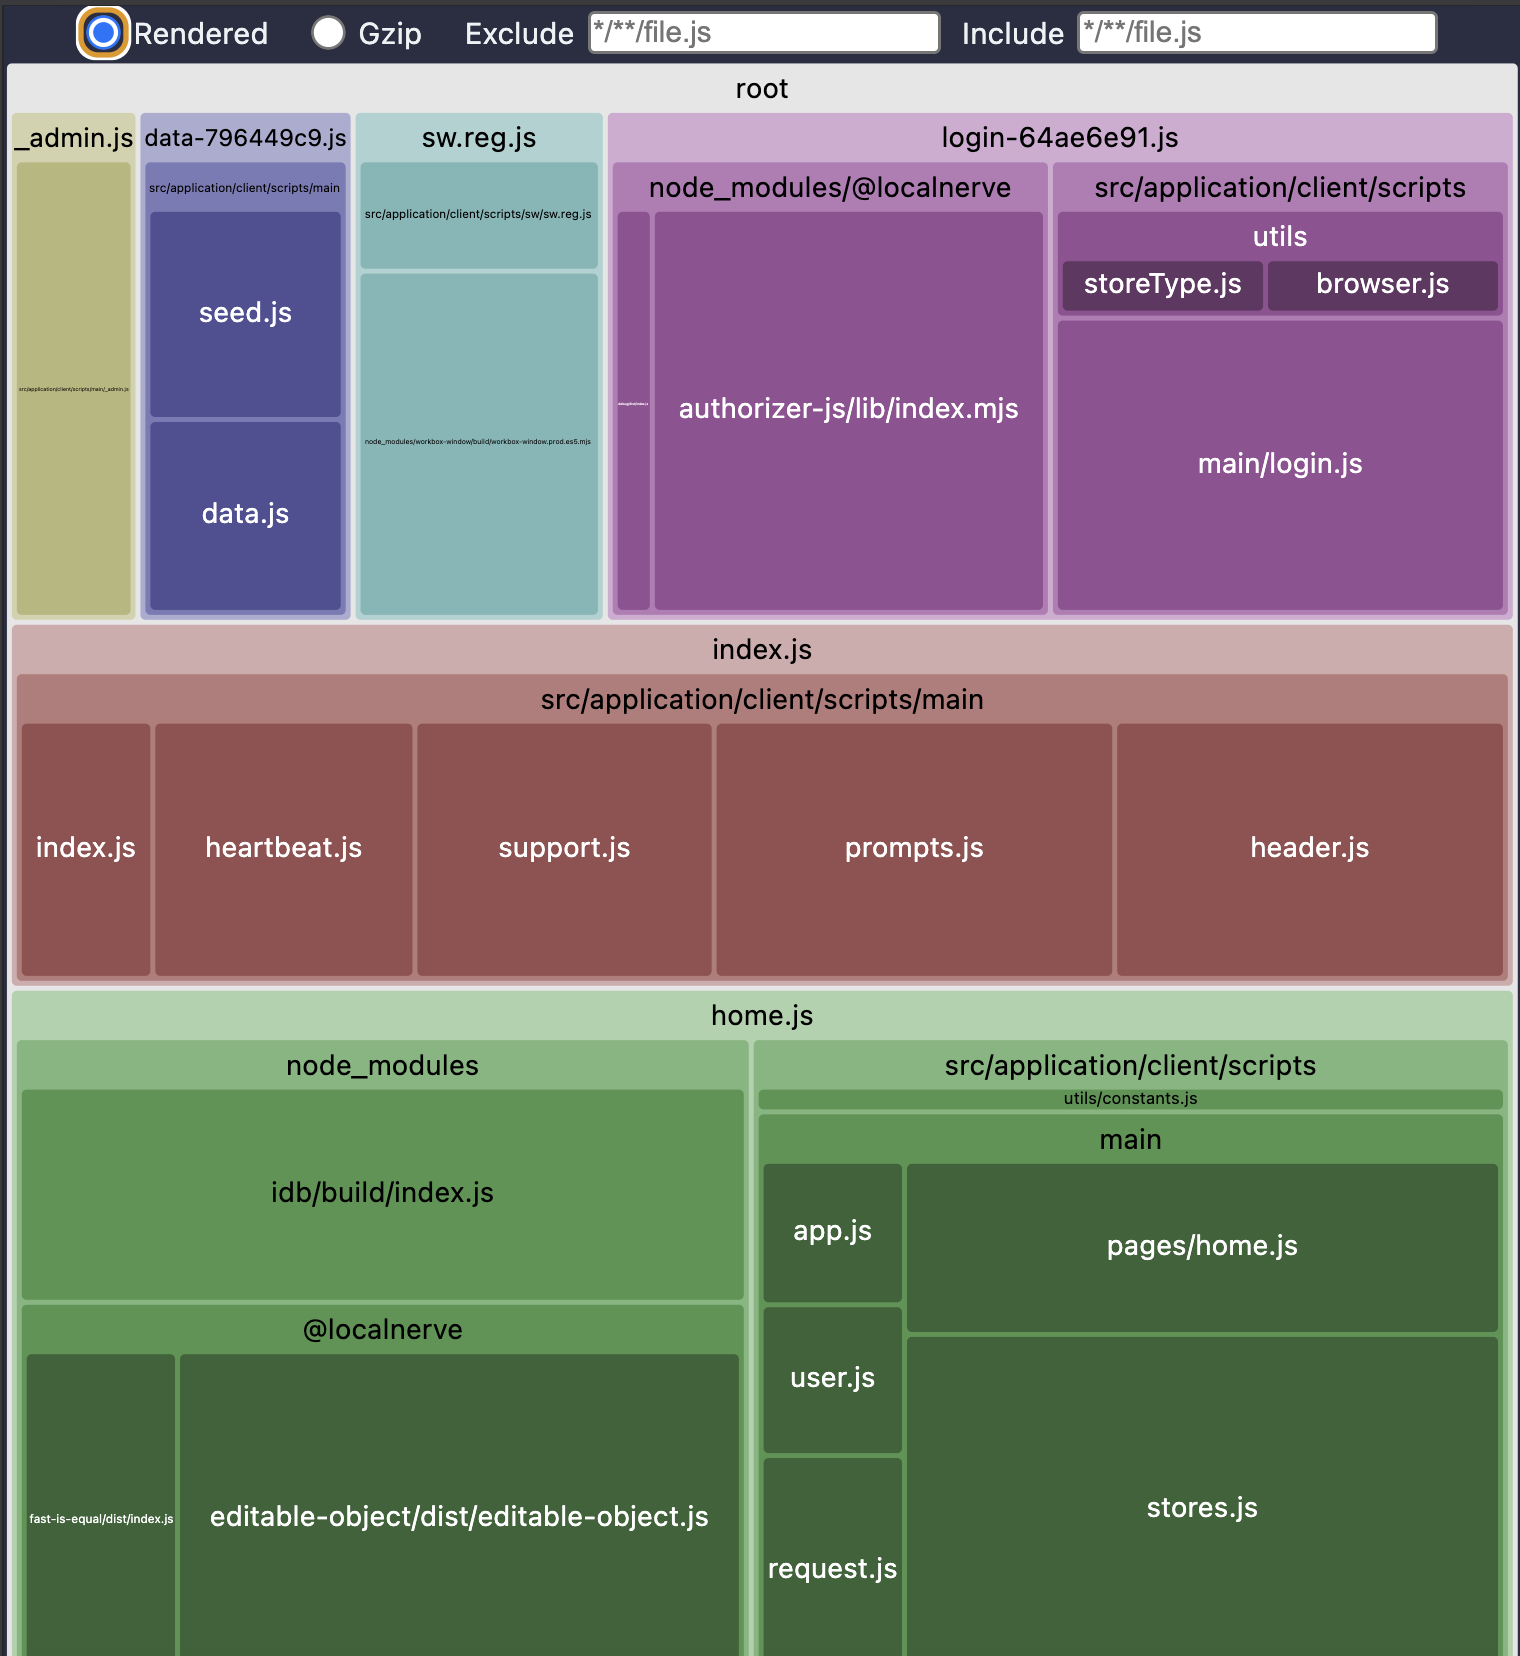 Rendered Gzip Exclude */**/file.js Include */**/file.js
root
_admin.js
src/application/client/scripts/main/_admin.js
data-796449c9.js
src/application/client/scripts/main
seed.js
data.js
sw.reg.js
src/application/client/scripts/sw/sw.reg.js
node_modules/workbox-window/build/workbox-window.prod.es5.mjs
login-64ae6e91.js
node_modules/@localnerve
authorizer-js/lib/index.mjs
src/application/client/scripts
utils
storeType.js
browser.js
main/login.js
index.js
src/application/client/scripts/main
index.js
heartbeat.js
support.js
prompts.js
header.js
home.js
node_modules
idb/build/index.js
@localnerve
fast-is-equal/dist/index.js
editable-object/dist/editable-object.js
src/application/client/scripts
utils/constants.js
main
app.js
user.js
request.js
pages/home.js
stores.js